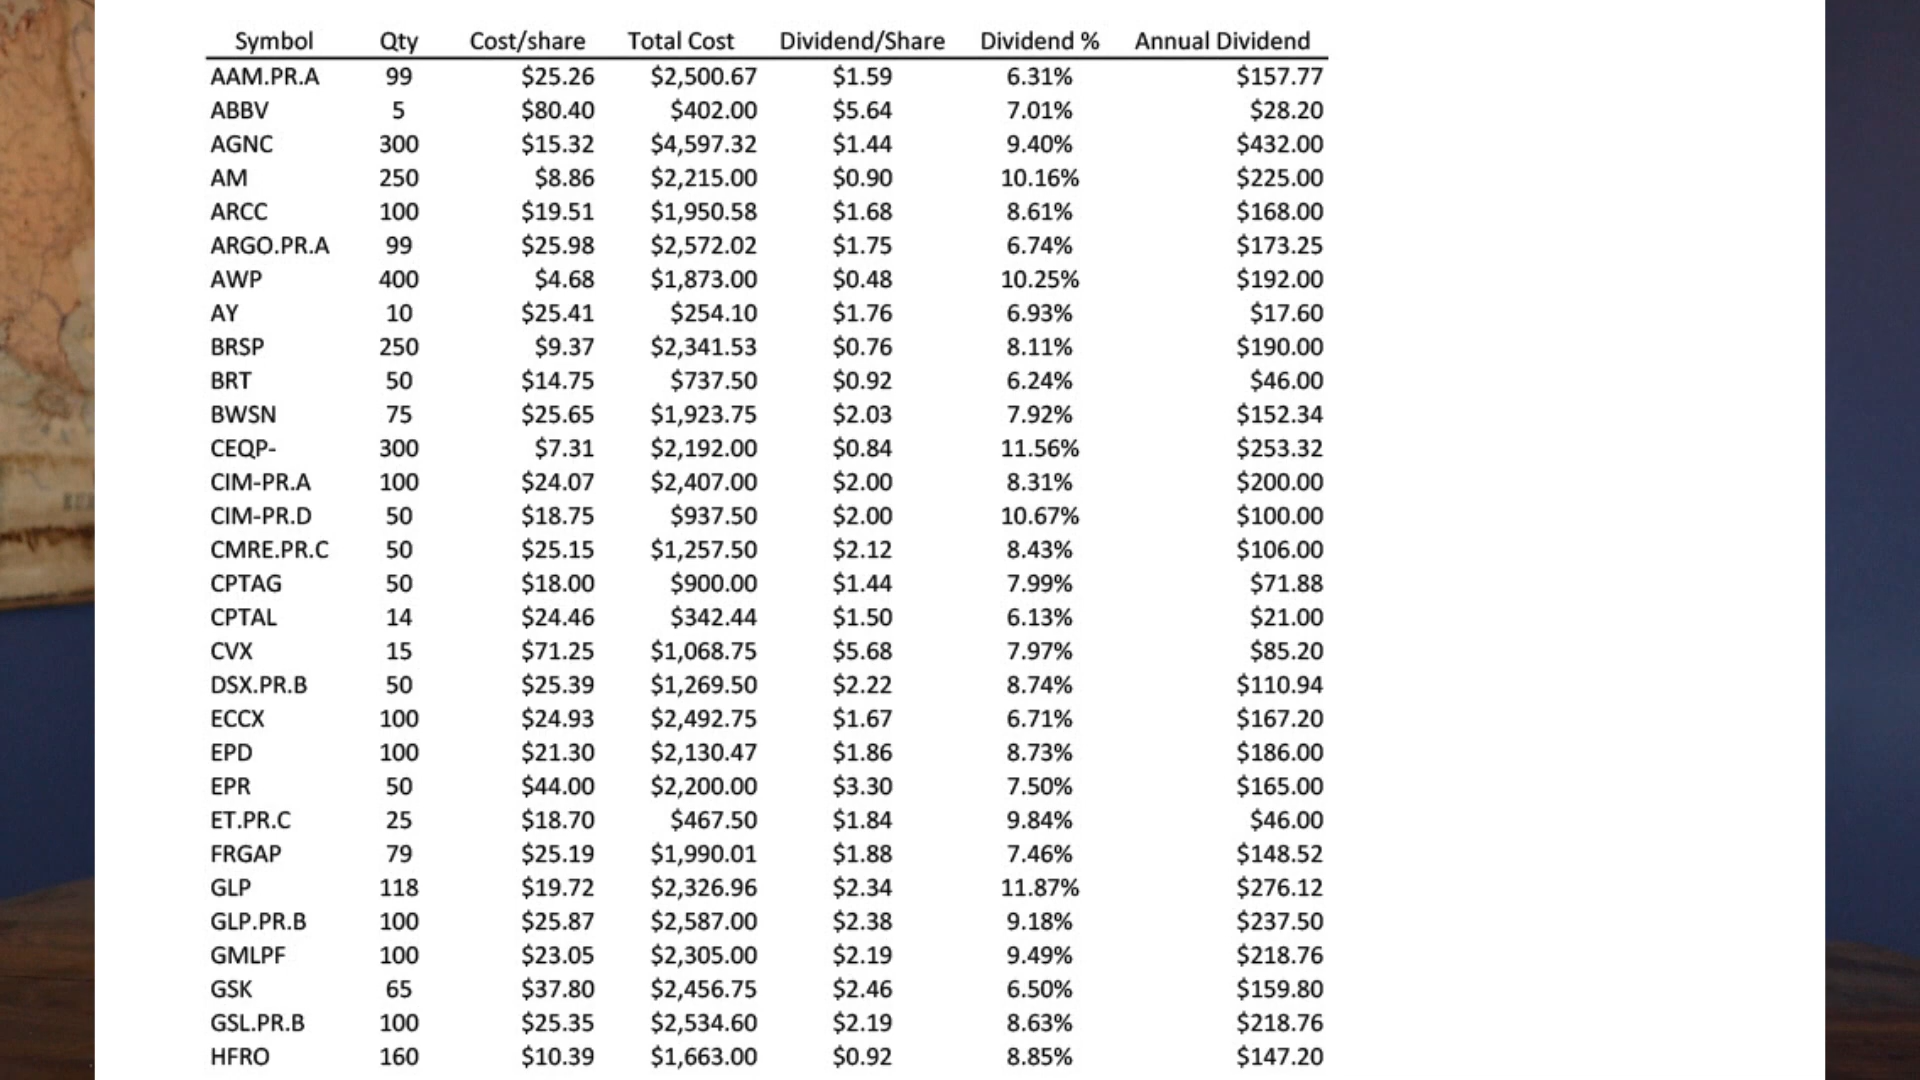 Symbol Qty Cost/share Total Cost Dividend/Share Dividend % Annual Dividend
AAM.PR.A 99 $25.26 $2,500.67 $1.59 6.31% $157.77
ABBV 5 $80.40 $402.00 $5.64 7.01% $28.20
AGNC 300 $15.32 $4,597.32 $1.44 9.40% $432.00
AM 250 $8.86 $2,215.00 $0.90 10.16% $225.00
ARCC 100 $19.51 $1,950.58 $1.68 8.61% $168.00
ARGO.PR.A 99 $25.98 $2,572.02 $1.75 6.74% $173.25
AWP 400 $4.68 $1,873.00 $0.48 10.25% $192.00
AY 10 $25.41 $254.10 $1.76 6.93% $17.60
BRSP 250 $9.37 $2,341.53 $0.76 8.11% $190.00
BRT 50 $14.75 $737.50 $0.92 6.24% $46.00
BWSN 75 $25.65 $1,923.75 $2.03 7.92% $152.34
CEQP- 300 $7.31 $2,192.00 $0.84 11.56% $253.32
CIM-PR.A 100 $24.07 $2,407.00 $2.00 8.31% $200.00
CIM-PR.D 50 $18.75 $937.50 $2.00 10.67% $100.00
CMRE.PR.C 50 $25.15 $1,257.50 $2.12 8.43% $106.00
CPTAG 50 $18.00 $900.00 $1.44 7.99% $71.88
CPTAL 14 $24.46 $342.44 $1.50 6.13% $21.00
CVX 15 $71.25 $1,068.75 $5.68 7.97% $85.20
DSX.PR.B 50 $25.39 $1,269.50 $2.22 8.74% $110.94
ECCX 100 $24.93 $2,492.75 $1.67 6.71% $167.20
EPD 100 $21.30 $2,130.47 $1.86 8.73% $186.00
EPR 50 $44.00 $2,200.00 $3.30 7.50% $165.00
ET.PR.C 25 $18.70 $467.50 $1.84 9.84% $46.00
FRGAP 79 $25.19 $1,990.01 $1.88 7.46% $148.52
GLP 118 $19.72 $2,326.96 $2.34 11.87% $276.12
GLP.PR.B 100 $25.87 $2,587.00 $2.38 9.18% $237.50
GMLPF 100 $23.05 $2,305.00 $2.19 9.49% $218.76
GSK 65 $37.80 $2,456.75 $2.46 6.50% $159.80
GSL.PR.B 100 $25.35 $2,534.60 $2.19 8.63% $218.76
HFRO 160 $10.39 $1,663.00 $0.92 8.85% $147.20